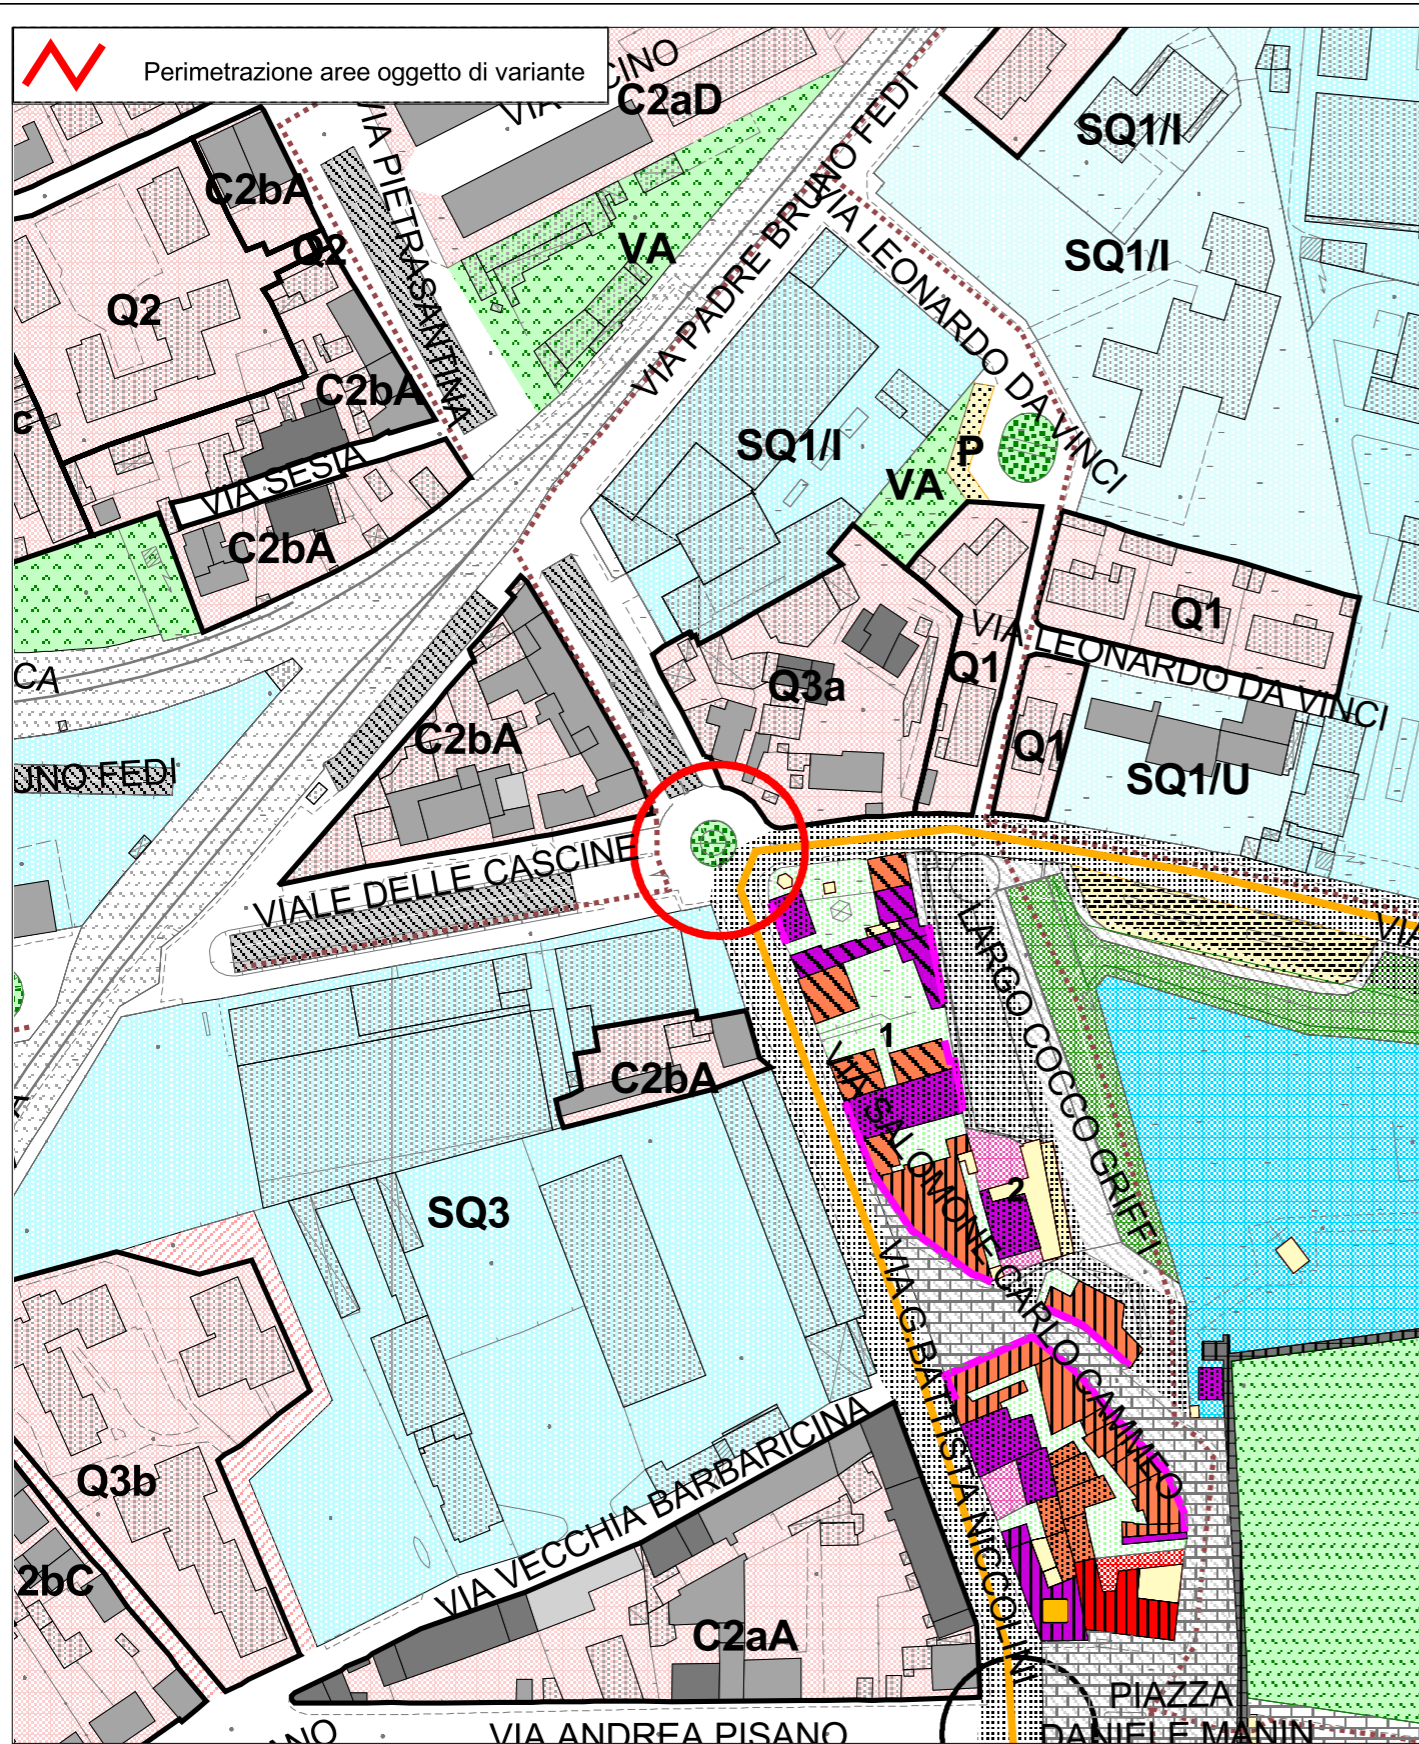 Perimetrazione aree oggetto di variante
C2aD
SQ1/I
VIA PIETRASANTINA
VIA PADRE BRUNO FEDI
C2bA
VIA LEONARDO DA VINCI
Q2
VA
SQ1/I
Q2
C2bA
C
SQ1/I
P
VA
VIA SESIA
C2bA
Q1
VIA LEONARDO DA VINCI
Q1
CA
Q3a
C2bA
Q1
UNO FEDI
SQ1/U
VIALE DELLE CASCINE
LARGO COCCO GRIFFI
VIA
1
VIA SALOMONE CARLO CAMMEO
C2bA
2
SQ3
VIA G.BATTISTA NICCOLINI
VIA VECCHIA BARBARICINA
Q3b
2bC
C2aA
PIAZZA
DANIELE MANIN
VIA ANDREA PISANO
ANO